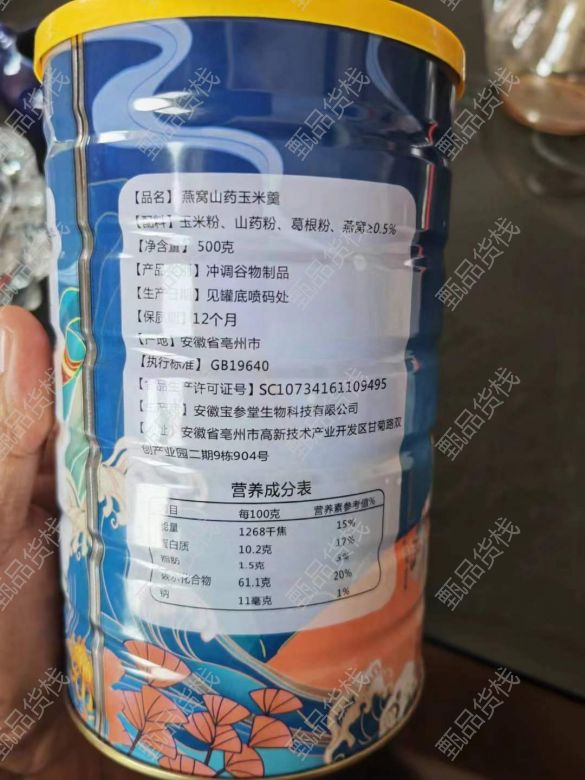 【品名】燕窝山药玉米羹
【配料】玉米粉、山药粉、葛根粉、燕窝≥0.5%
【净含量】500克
【产品类别】冲调谷物制品
【生产日期】见罐底喷码处
【保质期】12个月
【产地】安徽省亳州市
【执行标准】GB19640
【食品生产许可证号】SC10734161109495
【生产商】安徽宝参堂生物科技有限公司
安徽省亳州市高新技术产业开发区甘菊路双
创产业园二期9栋904号
营养成分表
项目 每100克 营养素参考值%
能量 1268千焦 15%
蛋白质 10.2克 17%
脂肪 1.5克 3%
碳水化合物 61.1克 20%
钠 11毫克 1%
甄品货栈